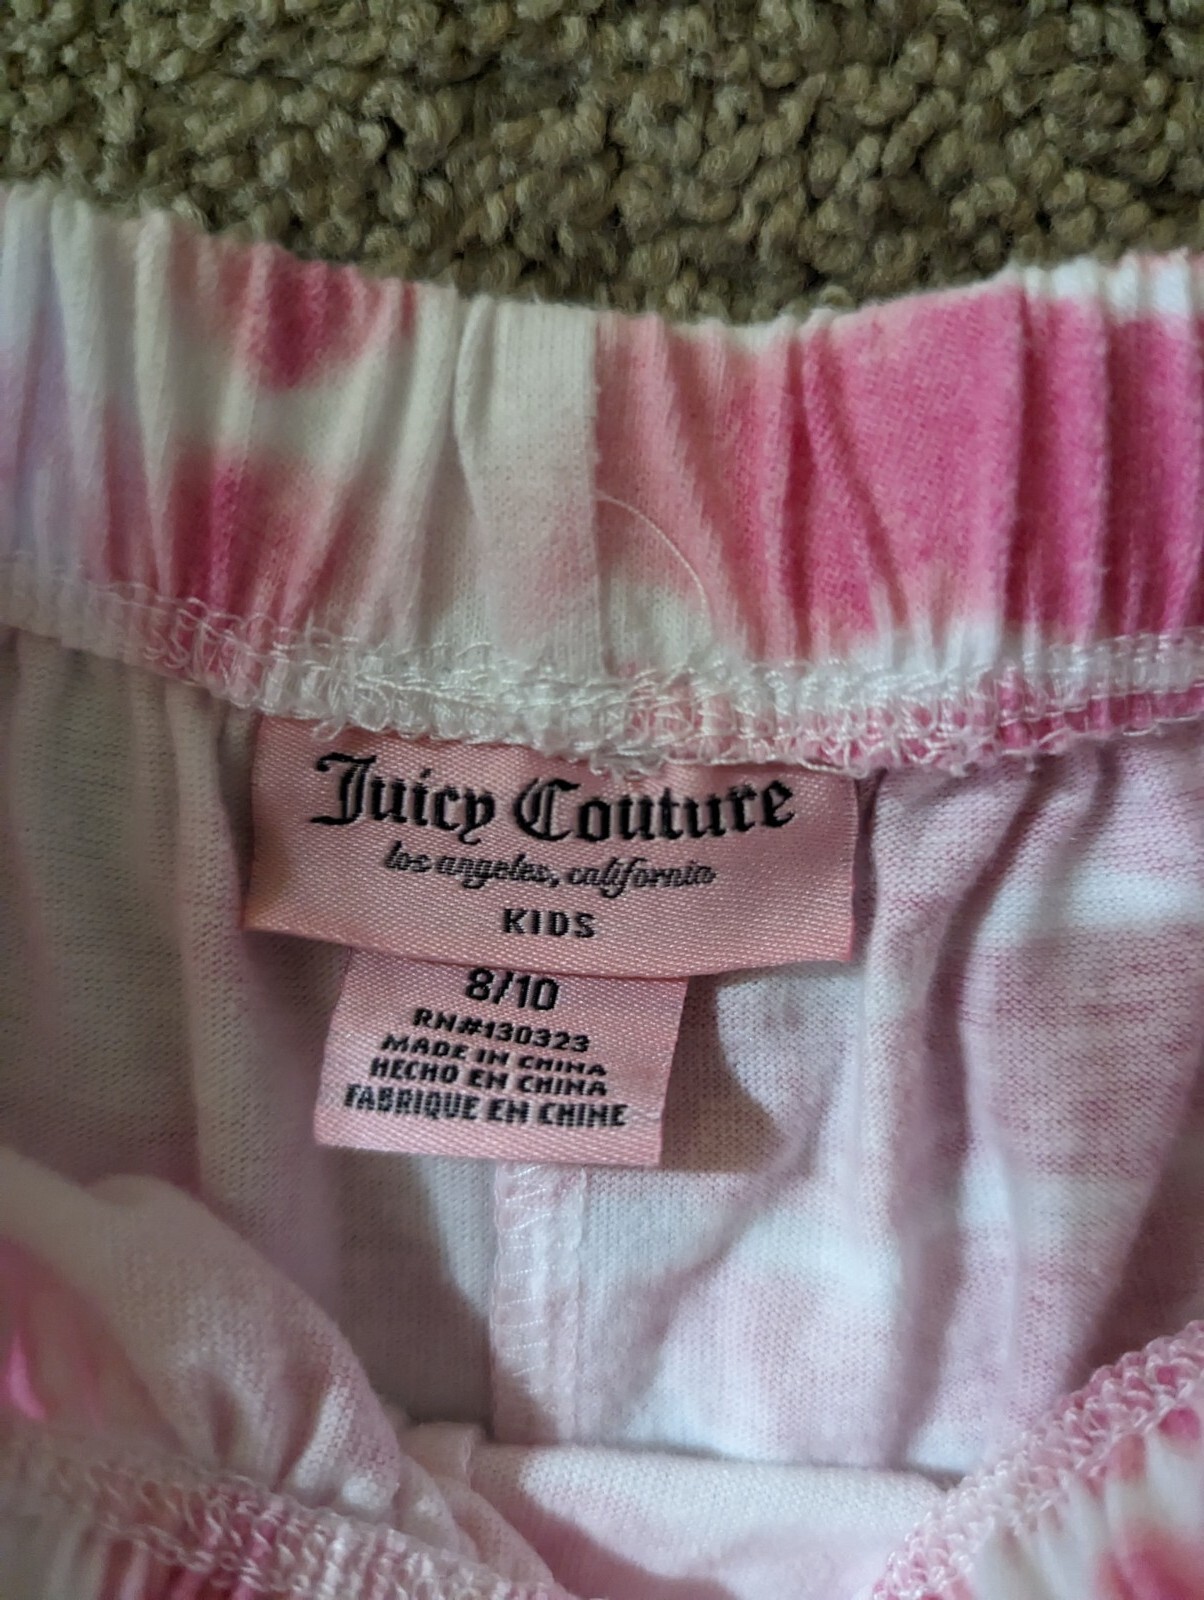 Juicy Couture
los angeles, california
KIDS
8/10
RN#130323
MADE IN CHINA
HECHO EN CHINA
FABRIQUE EN CHINE